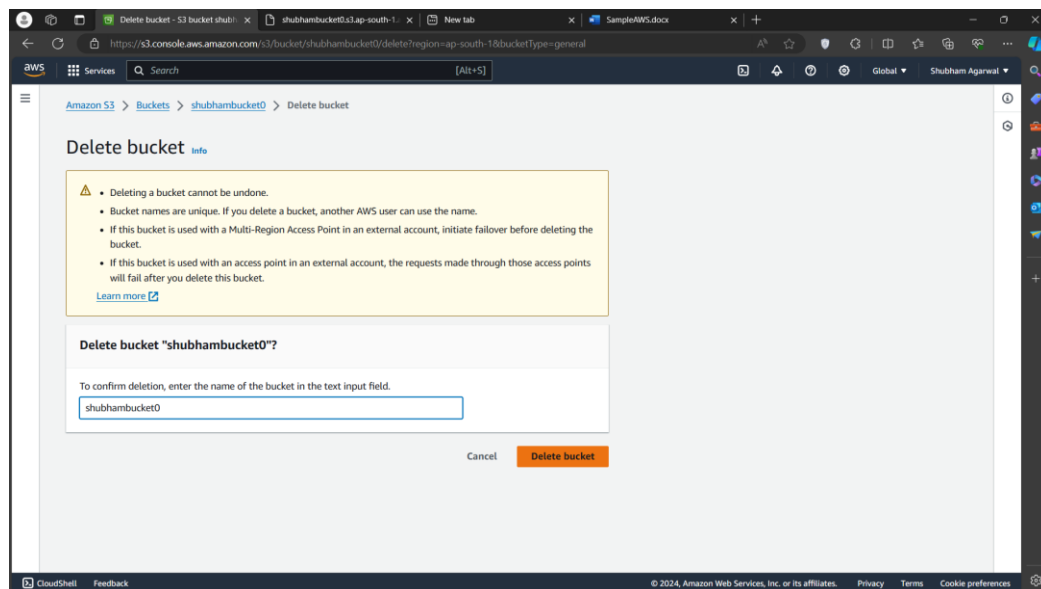 Delete bucket - S3 bucket shubh
shubhambucket0.s3.ap-south-1.
New tab
SampleAWS.docx
https://s3.console.aws.amazon.com/s3/bucket/shubhambucket0/delete?region=ap-south-1&bucketType=general
aws
Services
Search
[Alt+S]
Global
Shubham Agarwal
Amazon S3 > Buckets > shubhambucket0 > Delete bucket
Delete bucket Info
• Deleting a bucket cannot be undone.
• Bucket names are unique. If you delete a bucket, another AWS user can use the name.
• If this bucket is used with a Multi-Region Access Point in an external account, initiate failover before deleting the
bucket.
• If this bucket is used with an access point in an external account, the requests made through those access points
will fail after you delete this bucket.
Learn more
Delete bucket "shubhambucket0"?
To confirm deletion, enter the name of the bucket in the text input field.
shubhambucket0
Cancel
Delete bucket
CloudShell
Feedback
© 2024, Amazon Web Services, Inc. or its affiliates.
Privacy
Terms
Cookie preferences